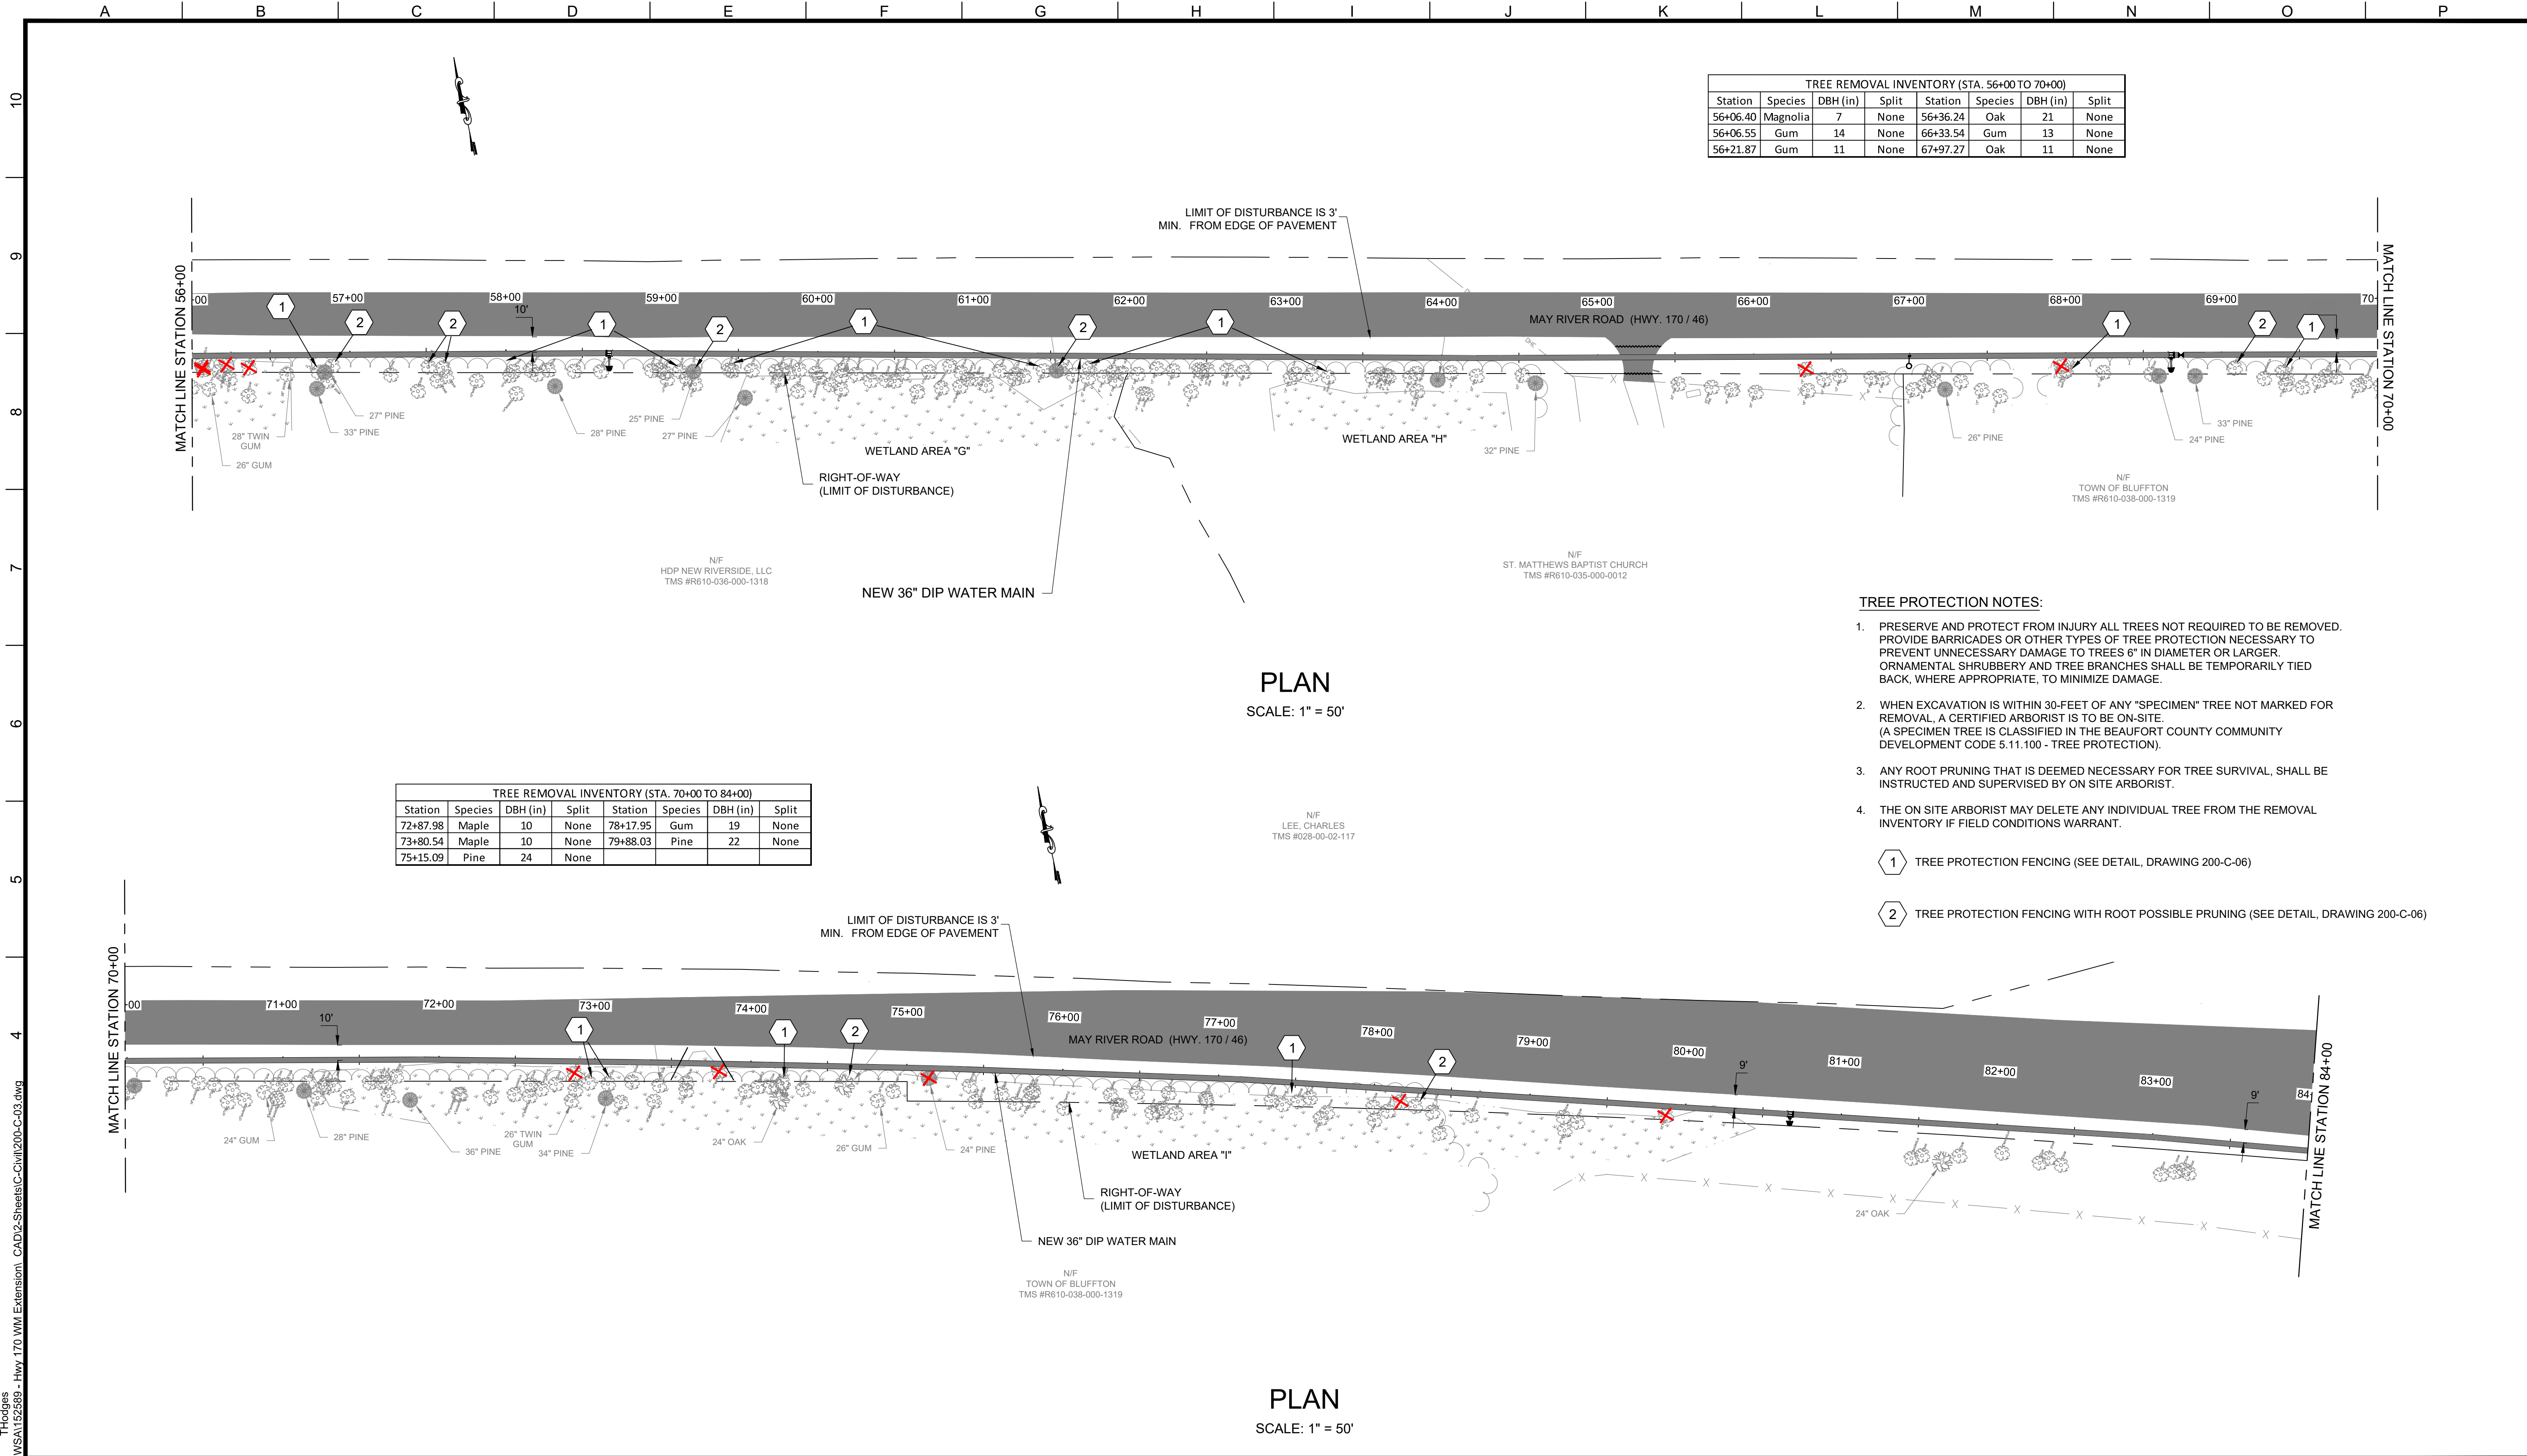 A B C D E F G H I J K L M N O P
10
9
8
7
6
5
4
TREE REMOVAL INVENTORY (STA. 56+00 TO 70+00)
Station Species DBH (in) Split Station Species DBH (in) Split
56+06.40 Magnolia 7 None 56+36.24 Oak 21 None
56+06.55 Gum 14 None 66+33.54 Gum 13 None
56+21.87 Gum 11 None 67+97.27 Oak 11 None
LIMIT OF DISTURBANCE IS 3'
MIN. FROM EDGE OF PAVEMENT
MATCH LINE STATION 56+00
MATCH LINE STATION 70+00
+00 57+00 58+00 59+00 60+00 61+00 62+00 63+00 64+00 65+00 66+00 67+00 68+00 69+00 70+
10'
1 2 2 1 2 1 2 1 1 2 1
MAY RIVER ROAD (HWY. 170 / 46)
OHE
X X
27" PINE
33" PINE
28" TWIN
GUM
26" GUM
28" PINE
25" PINE
27" PINE
WETLAND AREA "G"
RIGHT-OF-WAY
(LIMIT OF DISTURBANCE)
WETLAND AREA "H"
32" PINE
26" PINE
33" PINE
24" PINE
N/F
TOWN OF BLUFFTON
TMS #R610-038-000-1319
N/F
HDP NEW RIVERSIDE, LLC
TMS #R610-036-000-1318
N/F
ST. MATTHEWS BAPTIST CHURCH
TMS #R610-035-000-0012
NEW 36" DIP WATER MAIN
PLAN
SCALE: 1" = 50'
TREE PROTECTION NOTES:
1. PRESERVE AND PROTECT FROM INJURY ALL TREES NOT REQUIRED TO BE REMOVED.
PROVIDE BARRICADES OR OTHER TYPES OF TREE PROTECTION NECESSARY TO
PREVENT UNNECESSARY DAMAGE TO TREES 6" IN DIAMETER OR LARGER.
ORNAMENTAL SHRUBBERY AND TREE BRANCHES SHALL BE TEMPORARILY TIED
BACK, WHERE APPROPRIATE, TO MINIMIZE DAMAGE.
2. WHEN EXCAVATION IS WITHIN 30-FEET OF ANY "SPECIMEN" TREE NOT MARKED FOR
REMOVAL, A CERTIFIED ARBORIST IS TO BE ON-SITE.
(A SPECIMEN TREE IS CLASSIFIED IN THE BEAUFORT COUNTY COMMUNITY
DEVELOPMENT CODE 5.11.100 - TREE PROTECTION).
3. ANY ROOT PRUNING THAT IS DEEMED NECESSARY FOR TREE SURVIVAL, SHALL BE
INSTRUCTED AND SUPERVISED BY ON SITE ARBORIST.
4. THE ON SITE ARBORIST MAY DELETE ANY INDIVIDUAL TREE FROM THE REMOVAL
INVENTORY IF FIELD CONDITIONS WARRANT.
1 TREE PROTECTION FENCING (SEE DETAIL, DRAWING 200-C-06)
2 TREE PROTECTION FENCING WITH ROOT POSSIBLE PRUNING (SEE DETAIL, DRAWING 200-C-06)
TREE REMOVAL INVENTORY (STA. 70+00 TO 84+00)
Station Species DBH (in) Split Station Species DBH (in) Split
72+87.98 Maple 10 None 78+17.95 Gum 19 None
73+80.54 Maple 10 None 79+88.03 Pine 22 None
75+15.09 Pine 24 None
N/F
LEE, CHARLES
TMS #028-00-02-117
LIMIT OF DISTURBANCE IS 3'
MIN. FROM EDGE OF PAVEMENT
MATCH LINE STATION 70+00
MATCH LINE STATION 84+00
+00 71+00 72+00 73+00 74+00 75+00 76+00 77+00 78+00 79+00 80+00 81+00 82+00 83+00 84
10'
1 1 2 1 2
MAY RIVER ROAD (HWY. 170 / 46)
9'
9'
24" GUM
28" PINE
36" PINE
26" TWIN
GUM
34" PINE
24" OAK
26" GUM
24" PINE
WETLAND AREA "I"
RIGHT-OF-WAY
(LIMIT OF DISTURBANCE)
NEW 36" DIP WATER MAIN
24" OAK
X X X X X X X X X X X X
N/F
TOWN OF BLUFFTON
TMS #R610-038-000-1319
PLAN
SCALE: 1" = 50'
THodges
WSA\152589 - Hwy 170 WM Extension\_CAD\2-Sheets\C-Civil\200-C-03.dwg